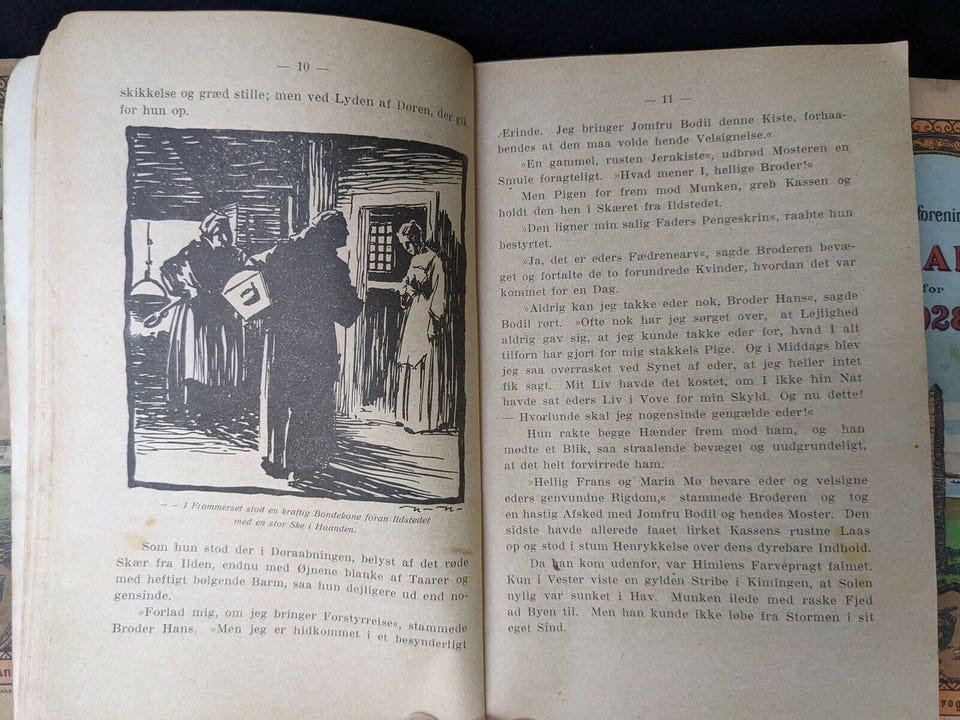 — 10 —
skikkelse og græd stille; men ved Lyden af Døren, der gik,
for hun op.
— — I Frammerset stod en kraftig Bondekone foran Ildstedet
med en stor Ske i Haanden.
Som hun stod der i Døraabningen, belyst af det røde
Skær fra Ilden, endnu med Øjnene blanke af Taarer og
med heftigt bølgende Barm, saa hun dejligere ud end no-
gensinde.
»Forlad mig, om jeg bringer Forstyrrelse«, stammede
Broder Hans. »Men jeg er hidkommet i et besynderligt
— 11 —
Ærinde. Jeg bringer Jomfru Bodil denne Kiste, forhaa-
bendes at den maa volde hende Velsignelse.«
»En gammel, rusten Jernkiste«, udbrød Mosteren en
Smule foragteligt. »Hvad mener I, hellige Broder!«
Men Pigen for frem mod Munken, greb Kassen og
holdt den hen i Skæret fra Ildstedet.
»Den ligner min salig Faders Pengeskrin«, raabte hun
bestyrtet.
»Ja, det er eders Fædrenearv«, sagde Broderen bevæ-
get og fortalte de to forundrede Kvinder, hvordan det var
kommet for en Dag.
»Aldrig kan jeg takke eder nok, Broder Hans«, sagde
Bodil rørt. »Ofte nok har jeg sørget over, at Lejlighed
aldrig gav sig, at jeg kunde takke eder for, hvad I alt
tilforn har gjort for mig stakkels Pige. Og i Middags blev
jeg saa overrasket ved Synet af eder, at jeg heller intet
fik sagt. Mit Liv havde det kostet, om I ikke hin Nat
havde sat eders Liv i Vove for min Skyld. Og nu dette!
— Hvorlunde skal jeg nogensinde gengælde eder!«
Hun rakte begge Hænder frem mod ham, og han
mødte et Blik, saa straalende bevæget og uudgrundeligt,
at det helt forvirrede ham.
»Hellig Frans og Maria Mø bevare eder og velsigne
eders genvundne Rigdom,« stammede Broderen og tog
en hastig Afsked med Jomfru Bodil og hendes Moster. Den
sidste havde allerede faaet lirket Kassens rustne Laas
op og stod i stum Henrykkelse over dens dyrebare Indhold.
Da han kom udenfor, var Himlens Farvepragt falmet.
Kun i Vester viste en gylden Stribe i Kimingen, at Solen
nylig var sunket i Hav. Munken ilede med raske Fjed
ad Byen til. Men han kunde ikke løbe fra Stormen i sit
eget Sind.
for